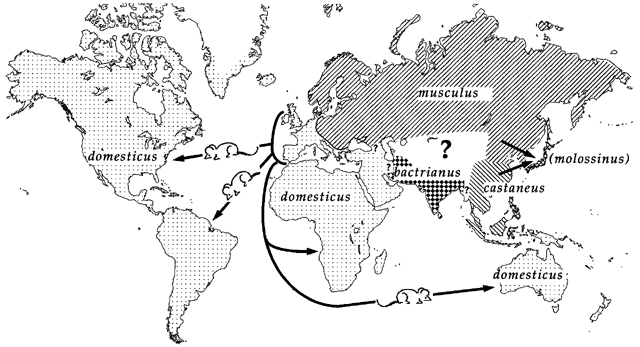 musculus
?
domesticus
(molossinus)
bactrianus
castaneus
domesticus
domesticus